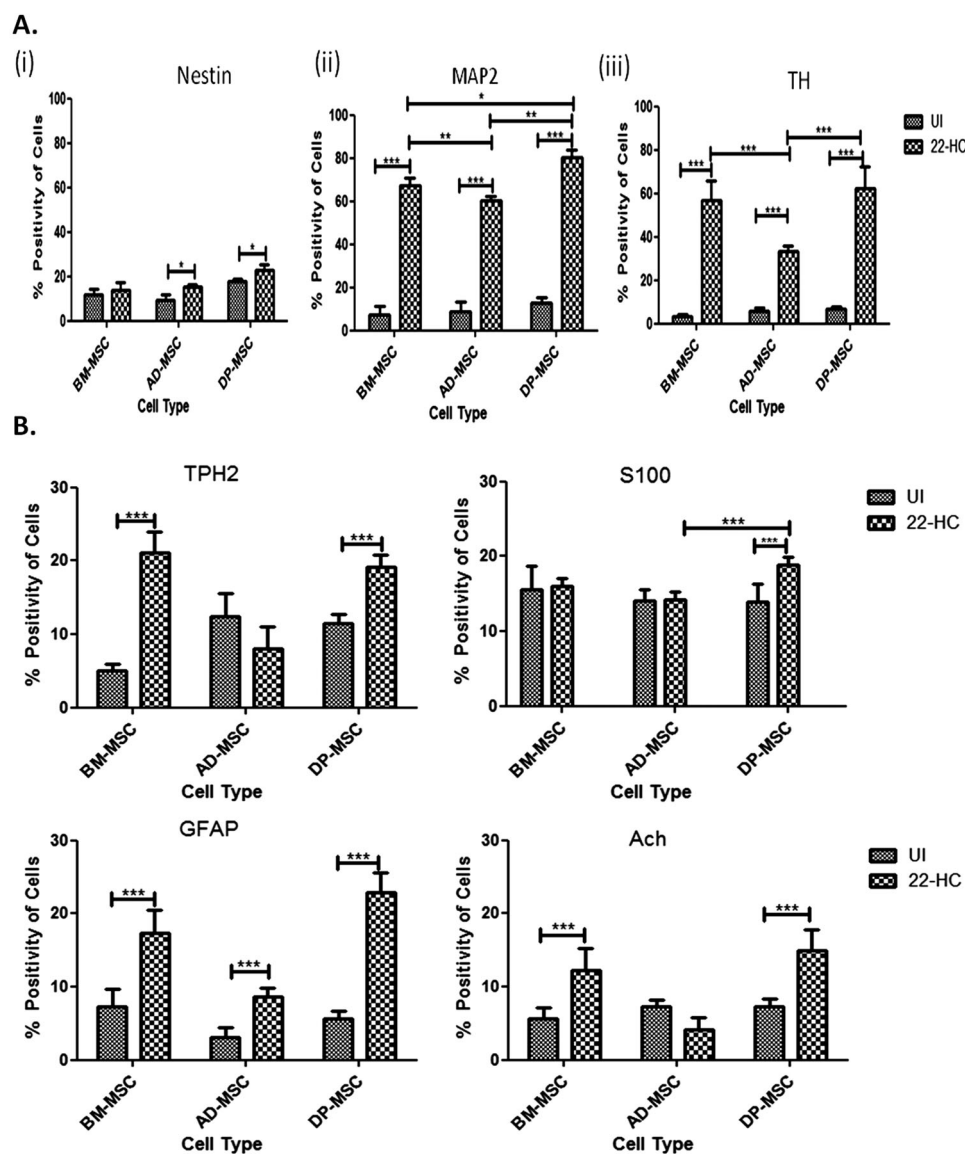 A.
(i) Nestin
% Positivity of Cells
100
80
60
40
20
0
* *
BM-MSC AD-MSC DP-MSC
Cell Type
(ii) MAP2
% Positivity of Cells
100
80
60
40
20
0
*
** **
*** *** ***
BM-MSC AD-MSC DP-MSC
Cell Type
(iii) TH
% Positivity of Cells
100
80
60
40
20
0
*** ***
*** *** ***
BM-MSC AD-MSC DP-MSC
Cell Type
UI
22-HC
B.
TPH2
% Positivity of Cells
30
20
10
0
*** ***
BM-MSC AD-MSC DP-MSC
Cell Type
S100
% Positivity of Cells
30
20
10
0
***
***
BM-MSC AD-MSC DP-MSC
Cell Type
UI
22-HC
GFAP
% Positivity of Cells
30
20
10
0
*** *** ***
BM-MSC AD-MSC DP-MSC
Cell Type
Ach
% Positivity of Cells
30
20
10
0
*** ***
BM-MSC AD-MSC DP-MSC
Cell Type
UI
22-HC